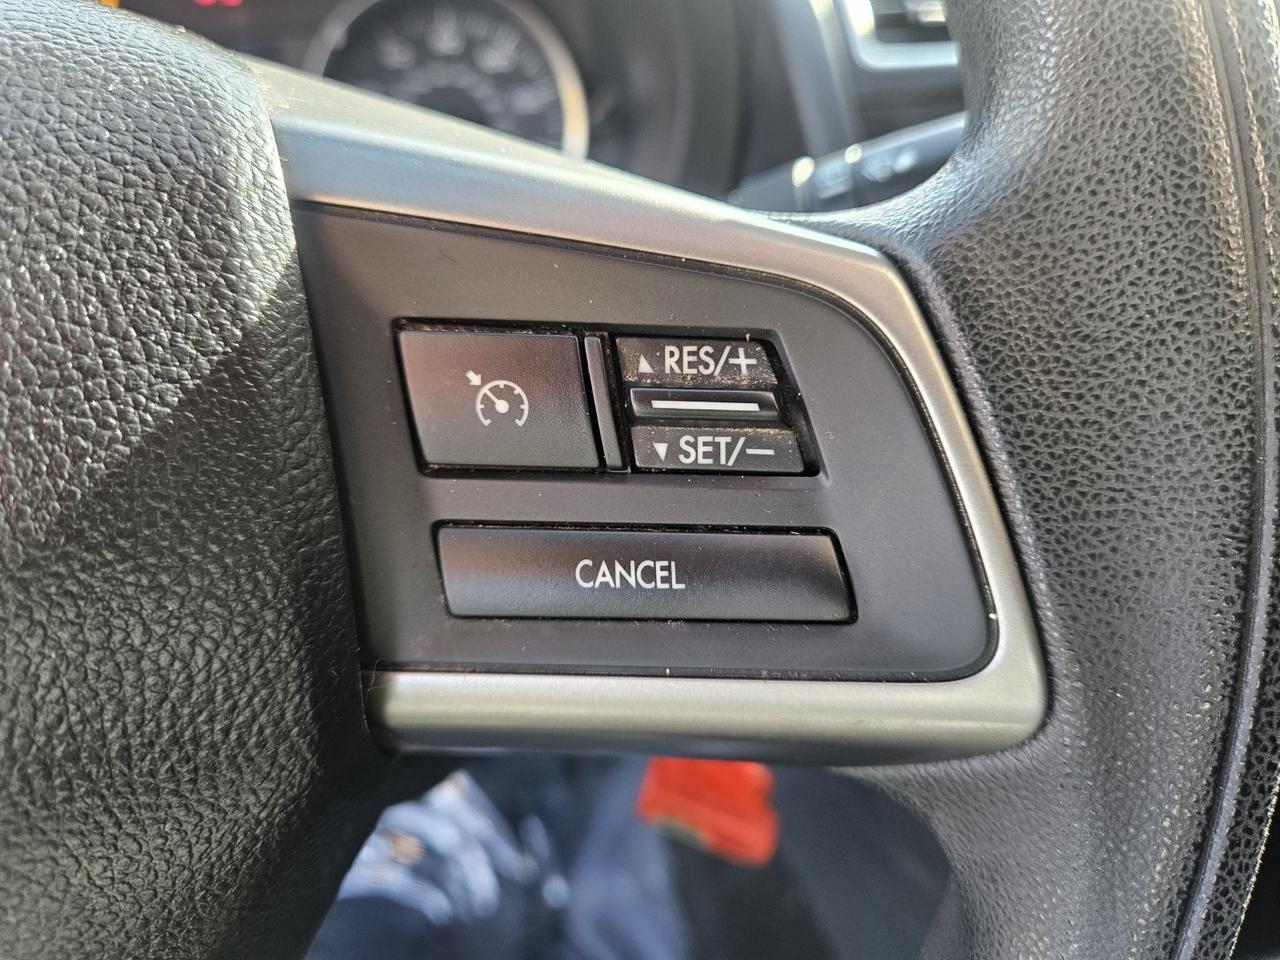 ▲ RES/+
▼ SET/−
CANCEL